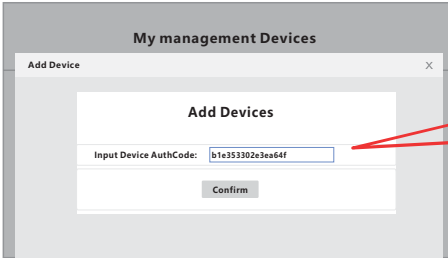 My management Devices
Add Device X
Add Devices
Input Device AuthCode: b1e353302e3ea64f
Confirm